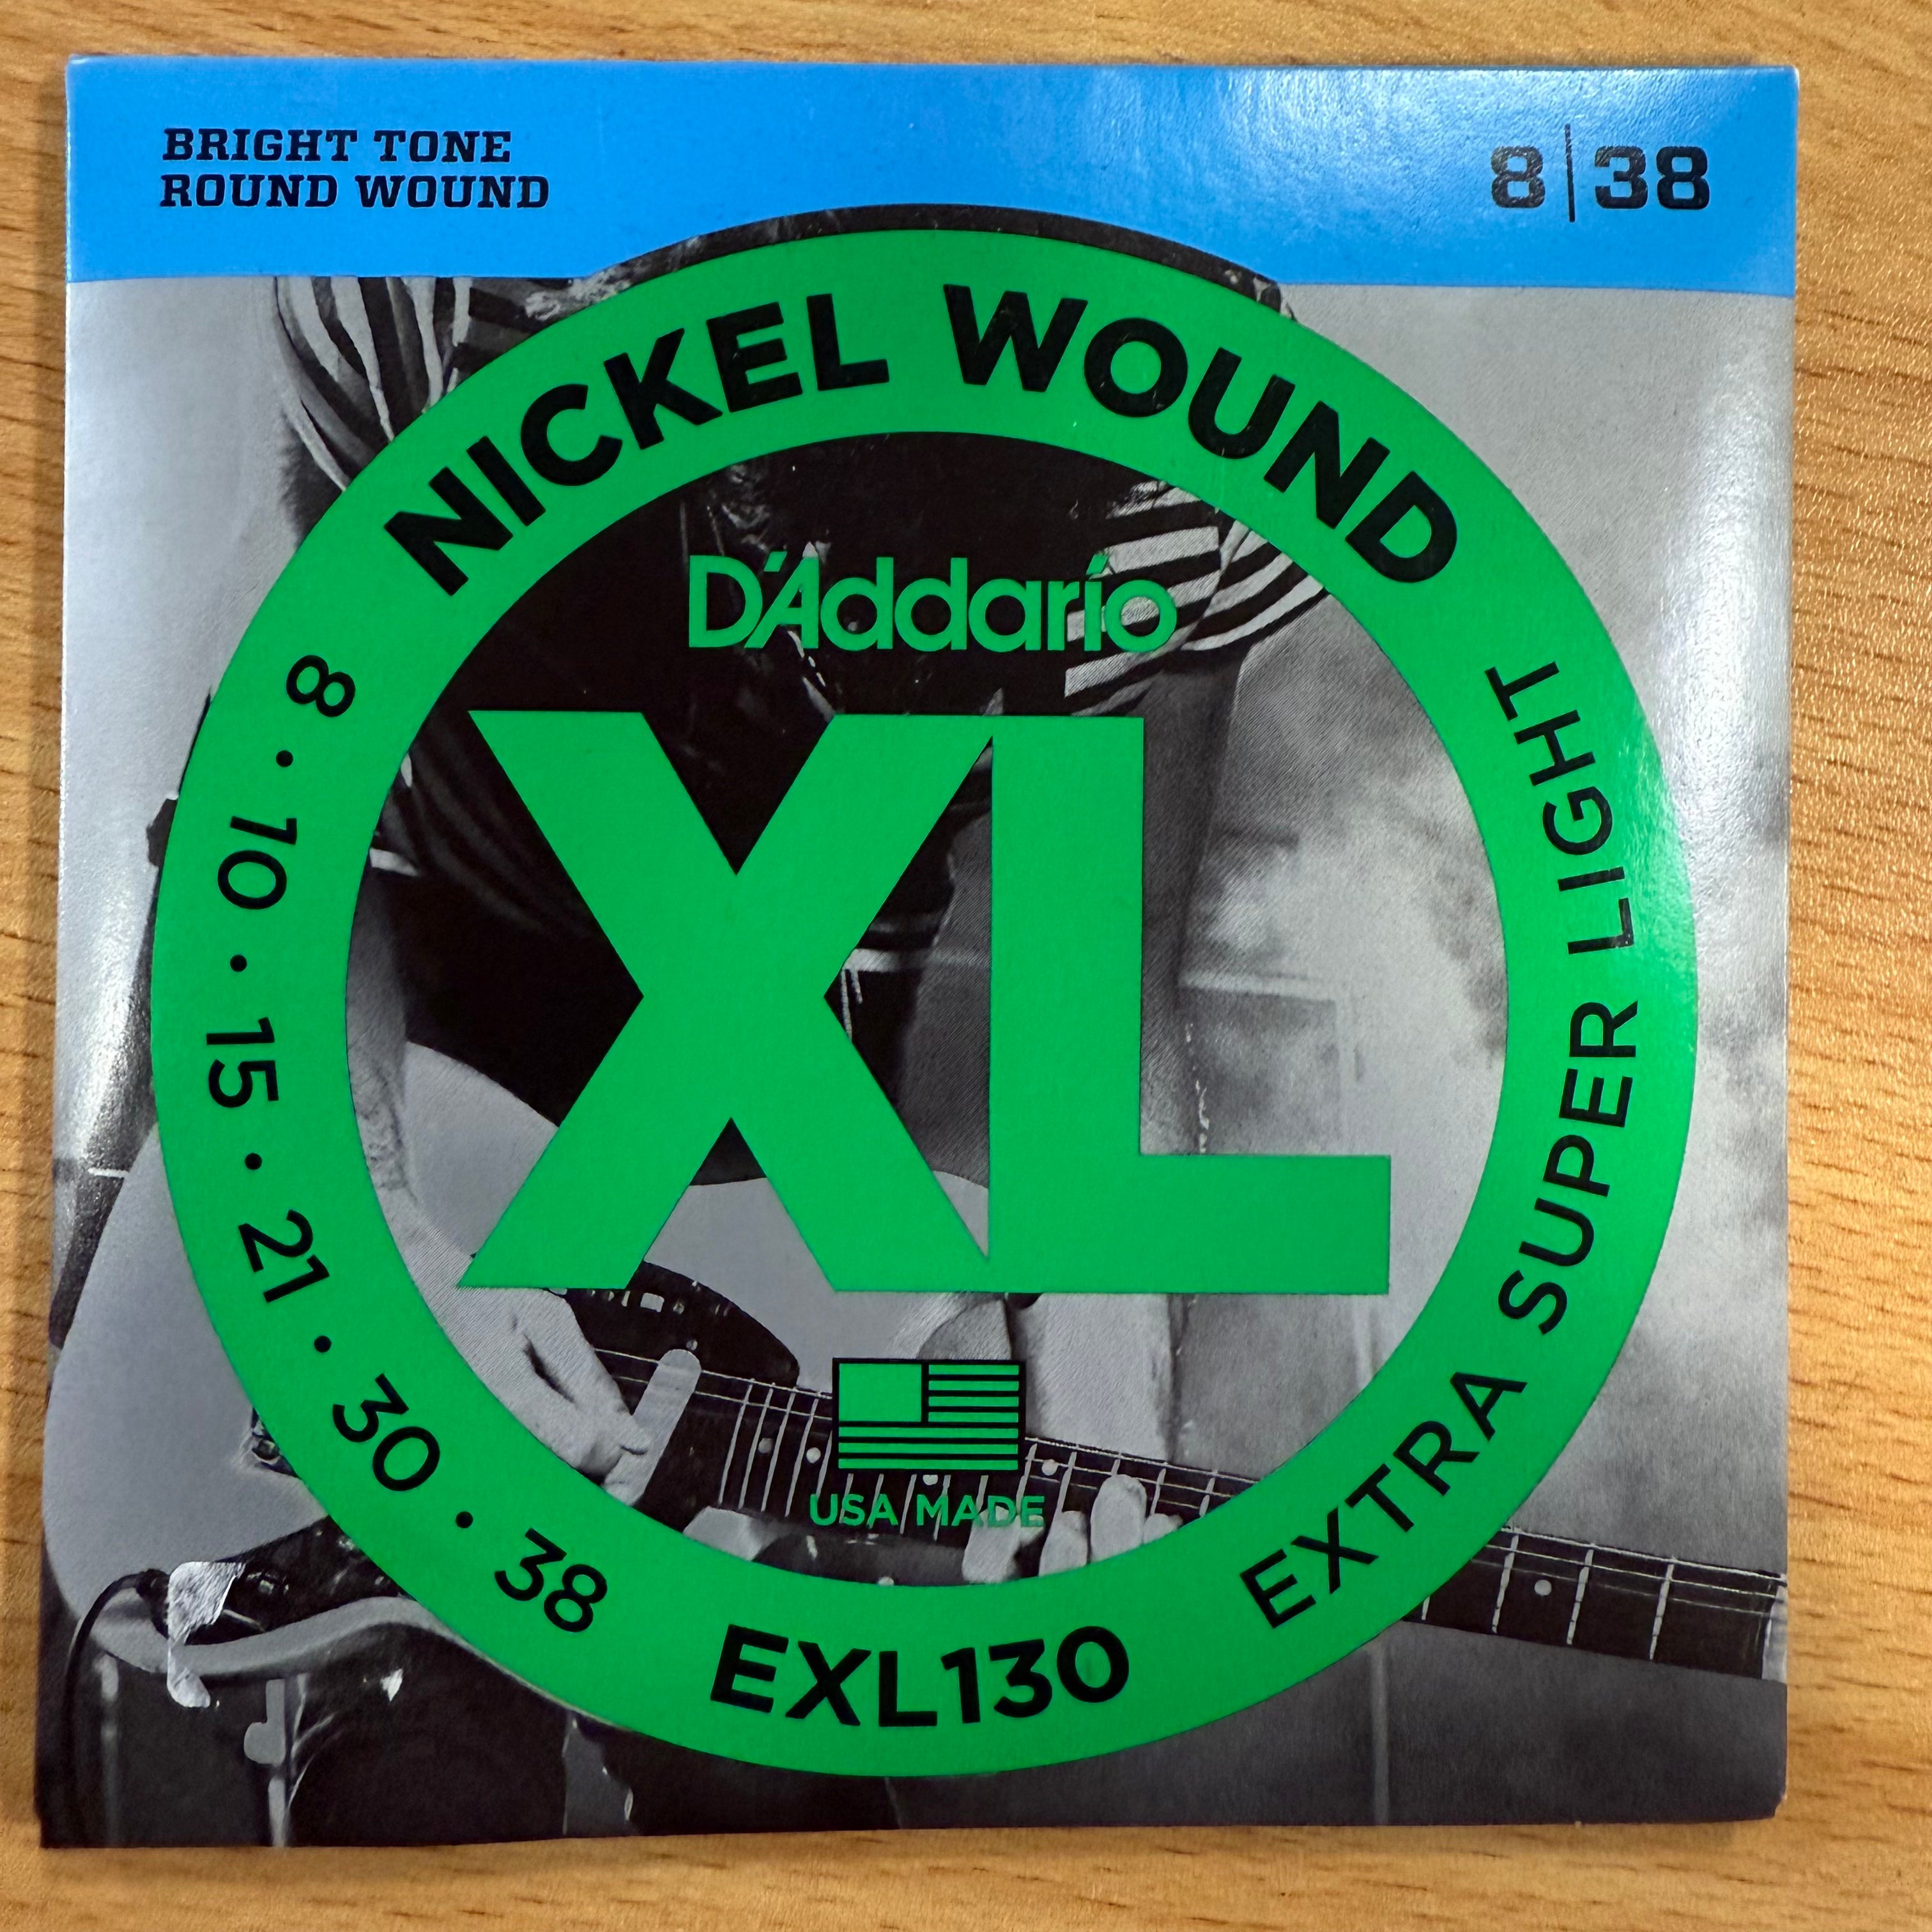 BRIGHT TONE
ROUND WOUND
8|38
NICKEL WOUND
D'Addario
XL
USA MADE
8 • 10 • 15 • 21 • 30 • 38
EXL130
EXTRA SUPER LIGHT